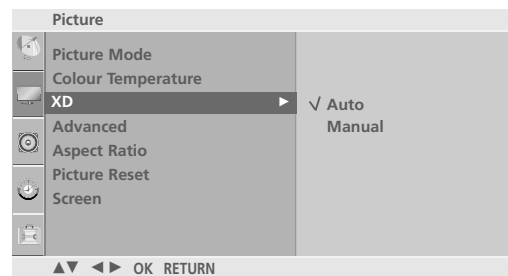 Picture
Picture Mode
Colour Temperature
XD ► √ Auto
Advanced Manual
Aspect Ratio
Picture Reset
Screen
▲▼ ◄► OK RETURN